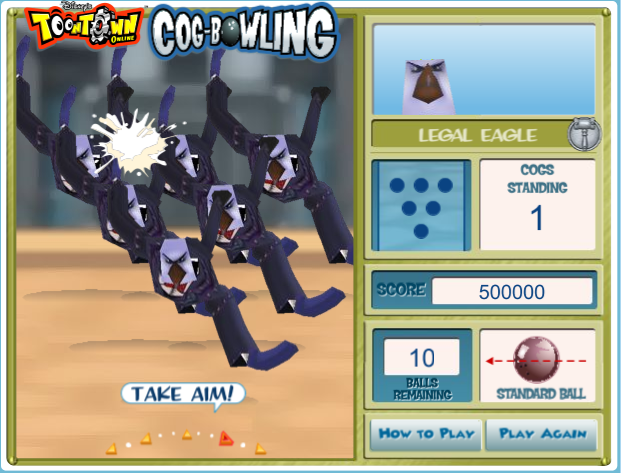 Disney's
TOONTOWN
ONLINE
COG-BOWLING
LEGAL EAGLE
COGS
STANDING
1
SCORE 500000
10
BALLS
REMAINING
STANDARD BALL
TAKE AIM!
HOW TO PLAY
PLAY AGAIN